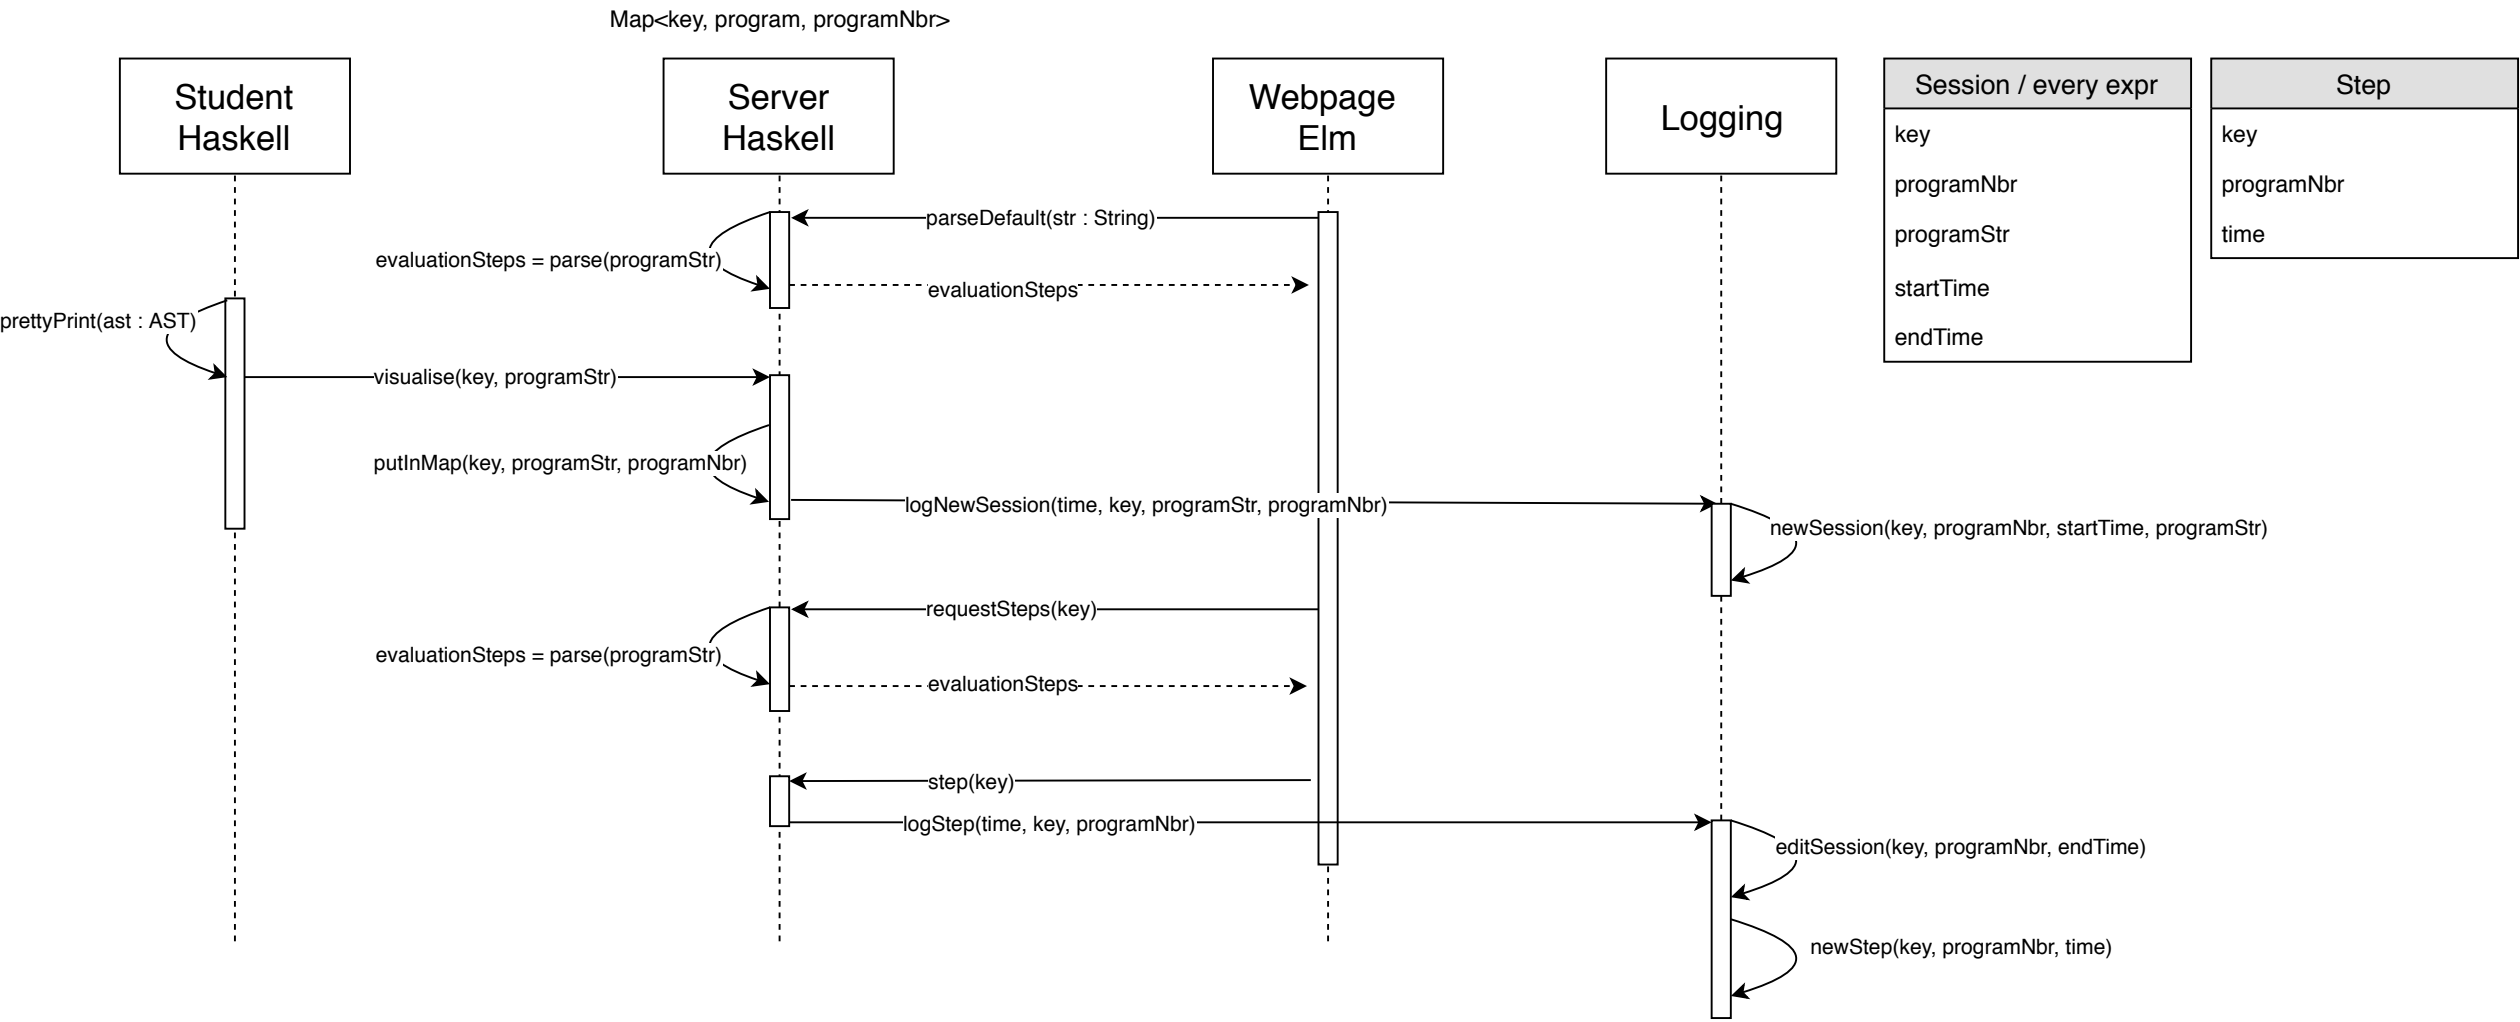 Map<key, program, programNbr>
Student
Haskell
Server
Haskell
Webpage
Elm
Logging
Session / every expr
key
programNbr
programStr
startTime
endTime
Step
key
programNbr
time
parseDefault(str : String)
evaluationSteps = parse(programStr)
evaluationSteps
prettyPrint(ast : AST)
visualise(key, programStr)
putInMap(key, programStr, programNbr)
logNewSession(time, key, programStr, programNbr)
newSession(key, programNbr, startTime, programStr)
requestSteps(key)
evaluationSteps = parse(programStr)
evaluationSteps
step(key)
logStep(time, key, programNbr)
editSession(key, programNbr, endTime)
newStep(key, programNbr, time)